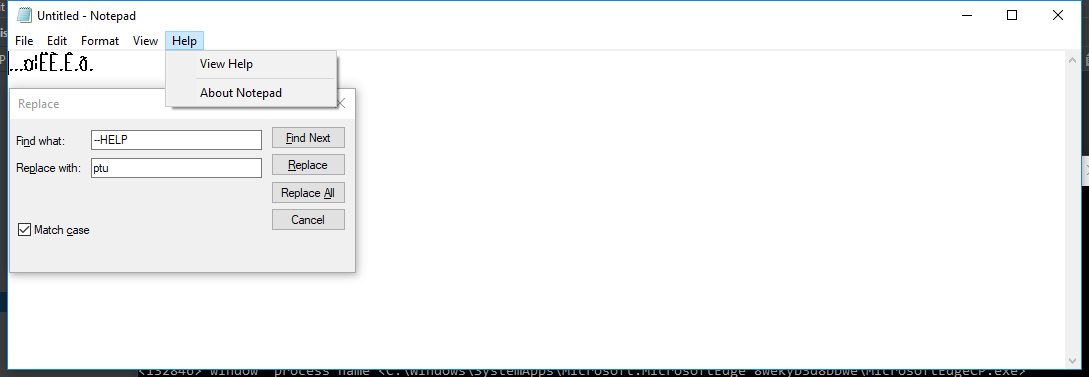 Untitled - Notepad
File Edit Format View Help
View Help
About Notepad
Replace
Find what: --HELP Find Next
Replace with: ptu Replace
Replace All
Cancel
Match case
<132846> window process name <C:\Windows\SystemApps\Microsoft.MicrosoftEdge_8wekyb3d8bbwe\MicrosoftEdgeCP.exe>